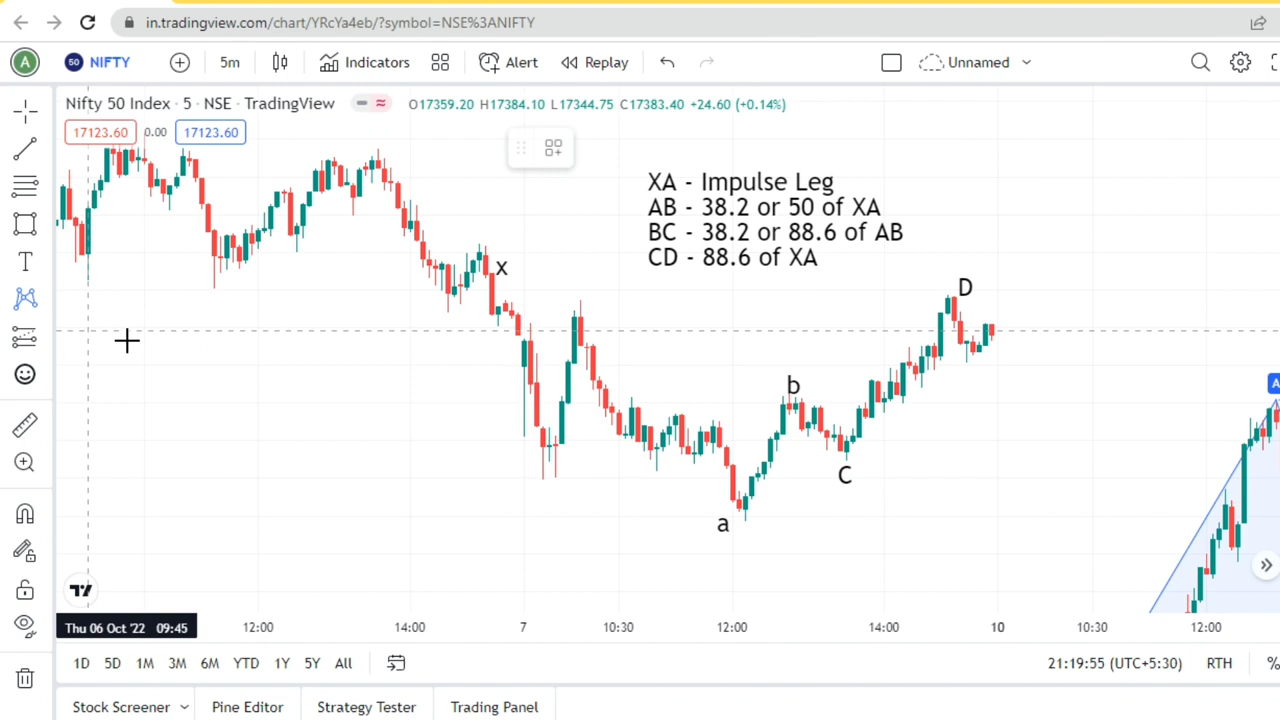 in.tradingview.com/chart/YRcYa4eb/?symbol=NSE%3ANIFTY
A 50 NIFTY 5m Indicators Alert Replay Unnamed
Nifty 50 Index · 5 · NSE · TradingView O17359.20 H17384.10 L17344.75 C17383.40 +24.60 (+0.14%)
17123.60 0.00 17123.60
XA - Impulse Leg
AB - 38.2 or 50 of XA
BC - 38.2 or 88.6 of AB
CD - 88.6 of XA
x
D
b
A
C
a
Thu 06 Oct '22 09:45 12:00 14:00 7 10:30 12:00 14:00 10 10:30 12:00
1D 5D 1M 3M 6M YTD 1Y 5Y All 21:19:55 (UTC+5:30) RTH %
Stock Screener Pine Editor Strategy Tester Trading Panel